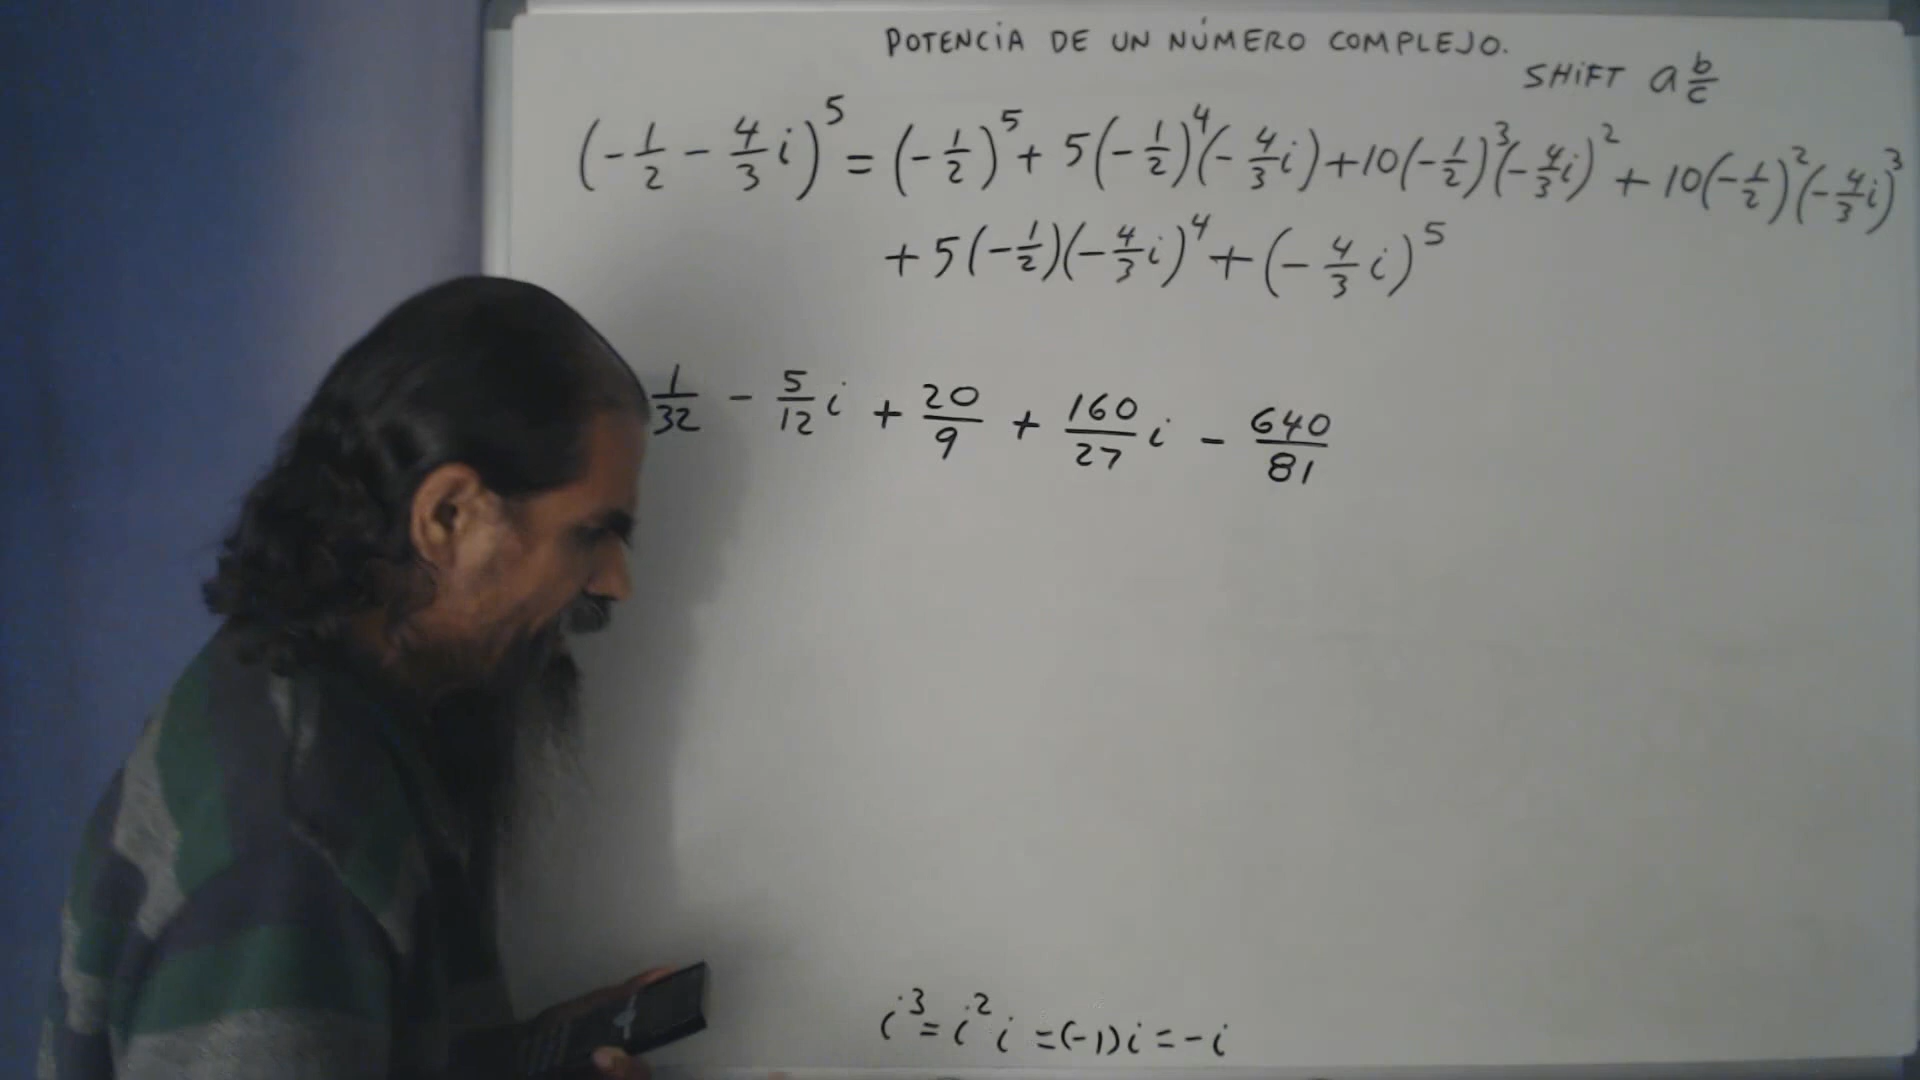 POTENCIA DE UN NÚMERO COMPLEJO.
SHIFT a b/c
(-1/2 - 4/3 i)^5 = (-1/2)^5 + 5(-1/2)^4(-4/3 i) + 10(-1/2)^3(-4/3 i)^2 + 10(-1/2)^2(-4/3 i)^3
+ 5(-1/2)(-4/3 i)^4 + (-4/3 i)^5
1/32 - 5/12 i + 20/9 + 160/27 i - 640/81
i^3 = i^2 i = (-1)i = -i